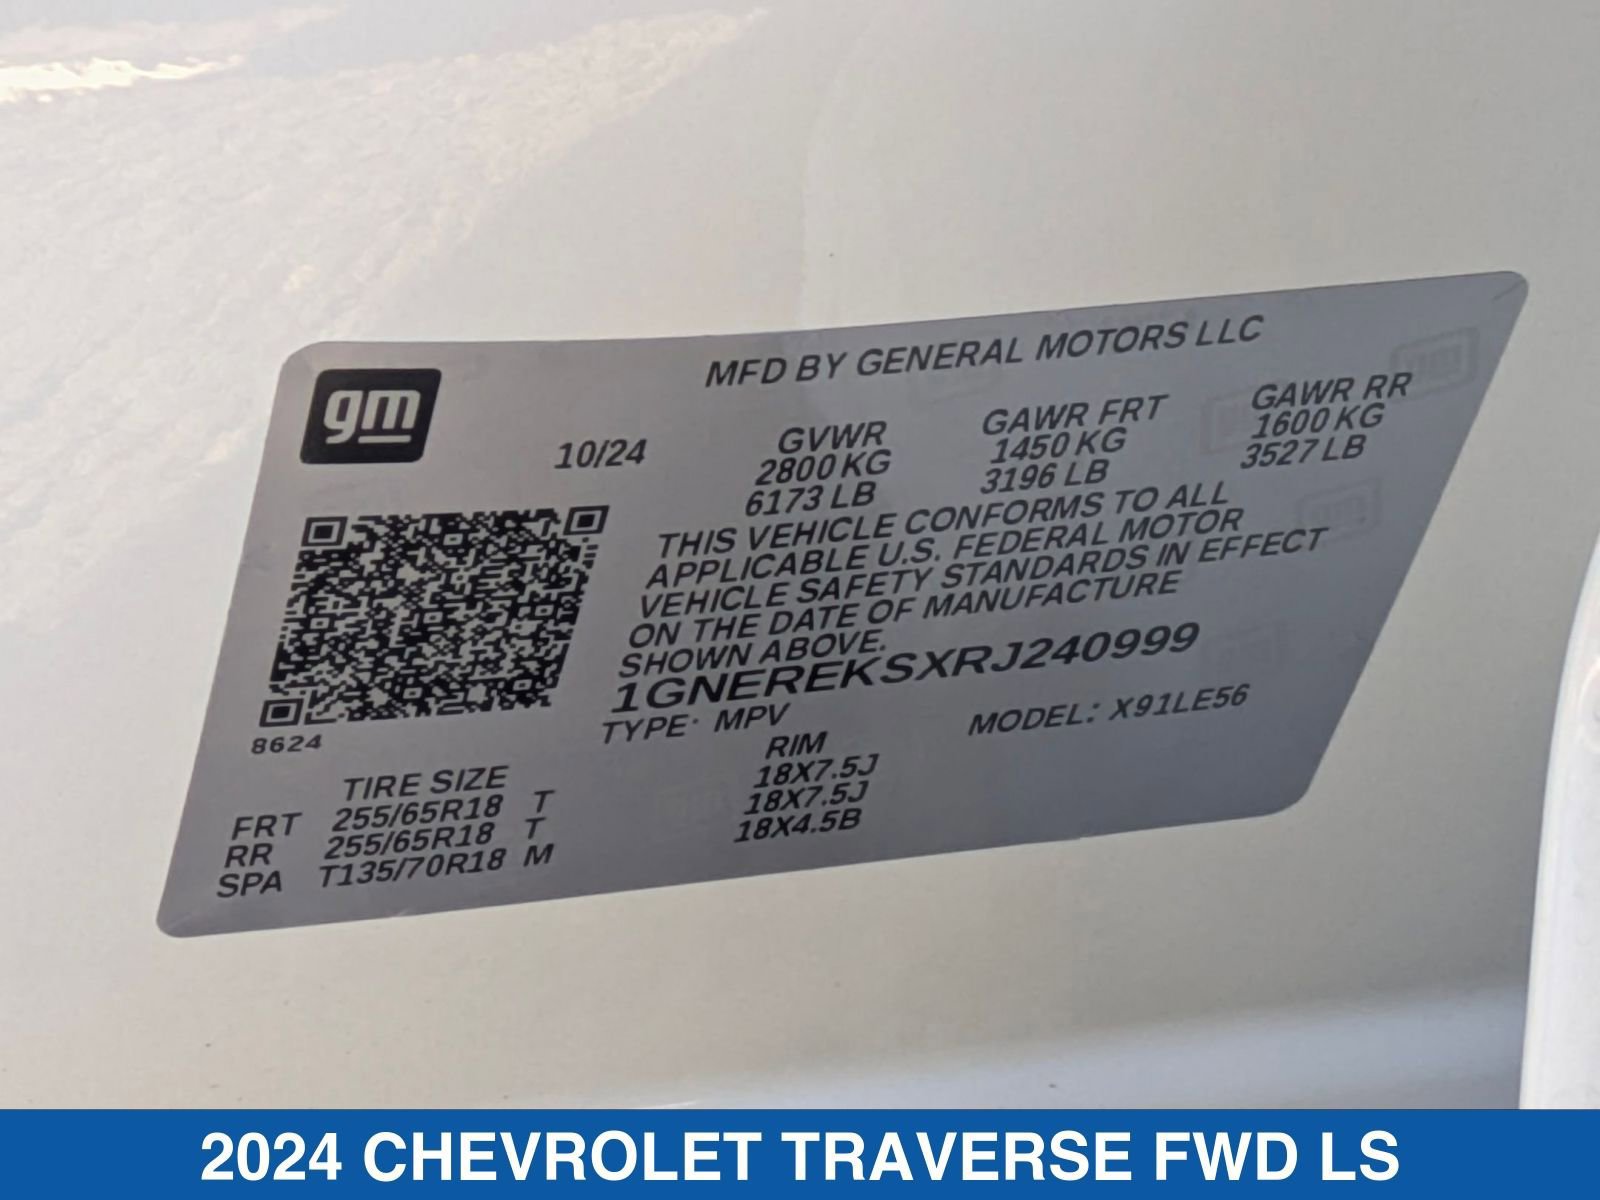 MFD BY GENERAL MOTORS LLC
gm
10/24
GVWR GAWR FRT GAWR RR
2800 KG 1450 KG 1600 KG
6173 LB 3196 LB 3527 LB
THIS VEHICLE CONFORMS TO ALL
APPLICABLE U.S. FEDERAL MOTOR
VEHICLE SAFETY STANDARDS IN EFFECT
ON THE DATE OF MANUFACTURE
SHOWN ABOVE.
1GNEREKSXRJ240999
TYPE: MPV MODEL: X91LE56
8624
TIRE SIZE RIM
FRT 255/65R18 T 18X7.5J
RR 255/65R18 T 18X7.5J
SPA T135/70R18 M 18X4.5B
2024 CHEVROLET TRAVERSE FWD LS